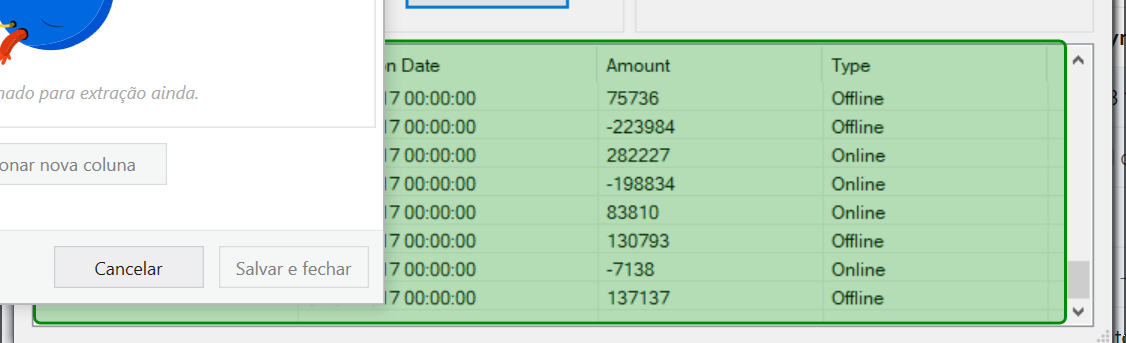 on Date Amount Type
nado para extração ainda.
17 00:00:00 75736 Offline
17 00:00:00 -223984 Offline
17 00:00:00 282227 Online
onar nova coluna
17 00:00:00 -198834 Online
17 00:00:00 83810 Online
17 00:00:00 130793 Offline
Cancelar Salvar e fechar
17 00:00:00 -7138 Online
17 00:00:00 137137 Offline